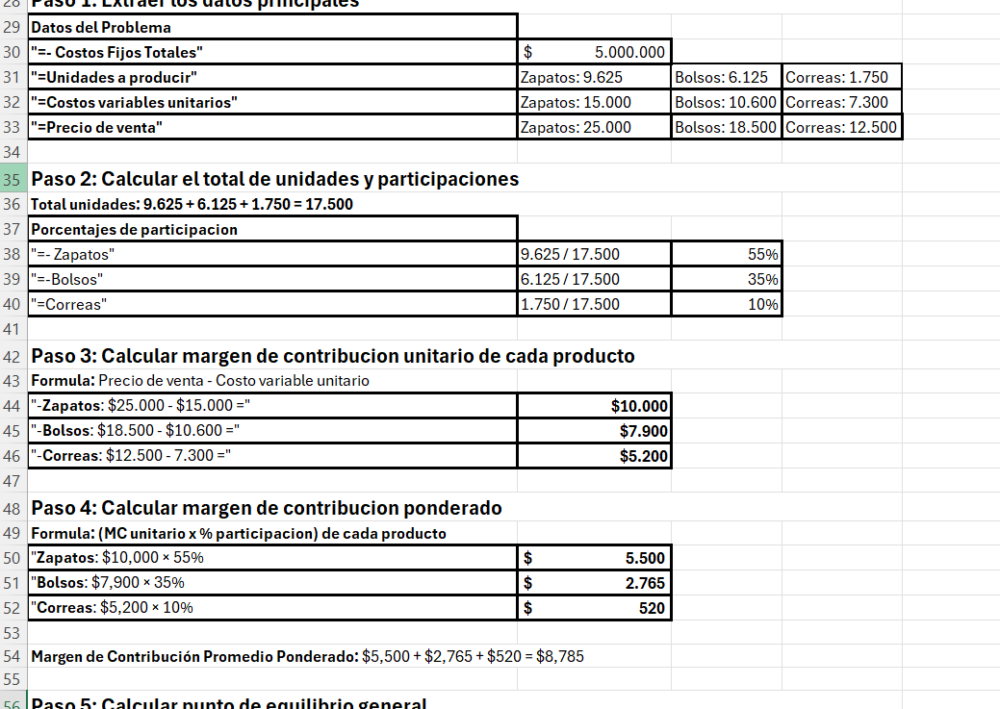 28 Paso 1: Extraer los datos principales
29 Datos del Problema
30 "=- Costos Fijos Totales" $ 5.000.000
31 "=Unidades a producir" Zapatos: 9.625 Bolsos: 6.125 Correas: 1.750
32 "=Costos variables unitarios" Zapatos: 15.000 Bolsos: 10.600 Correas: 7.300
33 "=Precio de venta" Zapatos: 25.000 Bolsos: 18.500 Correas: 12.500
34
35 Paso 2: Calcular el total de unidades y participaciones
36 Total unidades: 9.625 + 6.125 + 1.750 = 17.500
37 Porcentajes de participacion
38 "=- Zapatos" 9.625 / 17.500 55%
39 "=-Bolsos" 6.125 / 17.500 35%
40 "=Correas" 1.750 / 17.500 10%
41
42 Paso 3: Calcular margen de contribucion unitario de cada producto
43 Formula: Precio de venta - Costo variable unitario
44 "-Zapatos: $25.000 - $15.000 =" $10.000
45 "-Bolsos: $18.500 - $10.600 =" $7.900
46 "-Correas: $12.500 - 7.300 =" $5.200
47
48 Paso 4: Calcular margen de contribucion ponderado
49 Formula: (MC unitario x % participacion) de cada producto
50 "Zapatos: $10,000 × 55% $ 5.500
51 "Bolsos: $7,900 × 35% $ 2.765
52 "Correas: $5,200 × 10% $ 520
53
54 Margen de Contribución Promedio Ponderado: $5,500 + $2,765 + $520 = $8,785
55
56 Paso 5: Calcular punto de equilibrio general